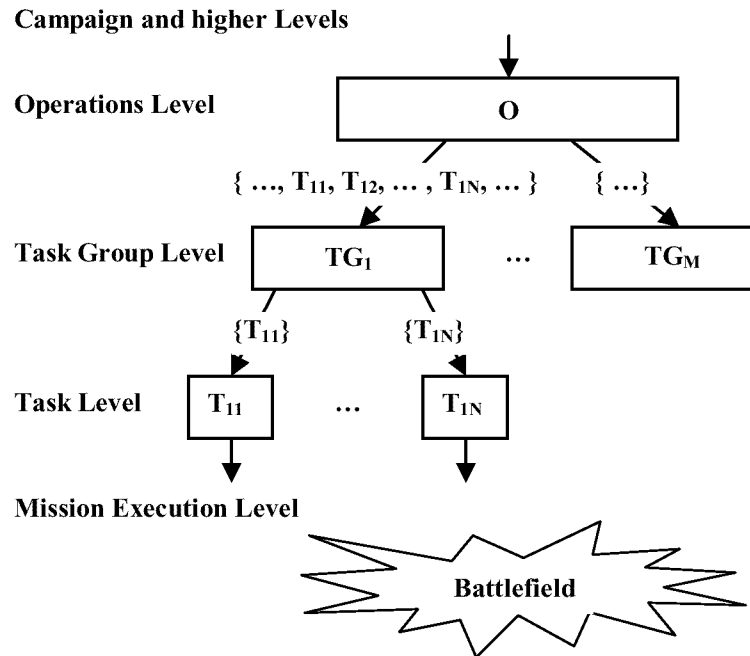 Campaign and higher Levels
Operations Level
O
{ …, T₁₁, T₁₂, … , T₁N, … }
{ …}
Task Group Level
TG₁
…
TGM
{T₁₁}
{T₁N}
Task Level
T₁₁
…
T₁N
Mission Execution Level
Battlefield